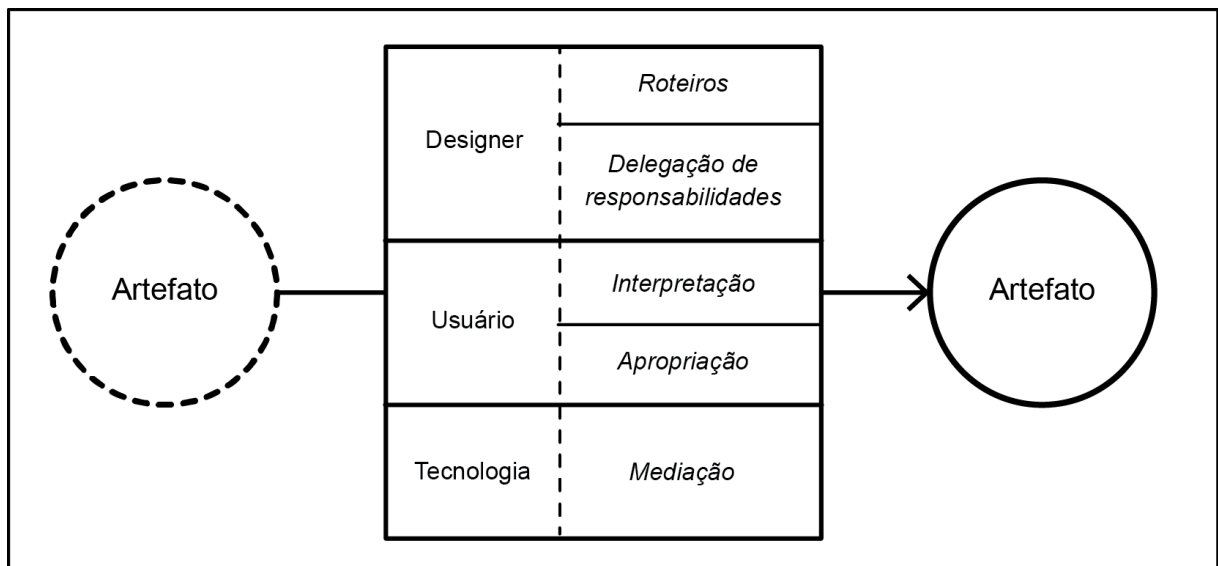 Artefato
Designer
Roteiros
Delegação de
responsabilidades
Usuário
Interpretação
Apropriação
Tecnologia
Mediação
Artefato